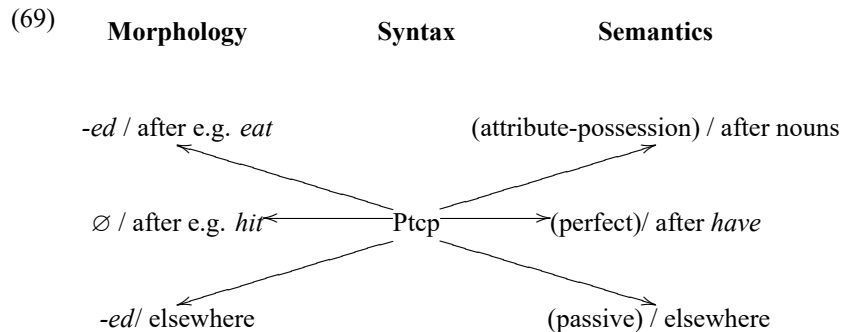 (69) Morphology Syntax Semantics
-ed / after e.g. eat (attribute-possession) / after nouns
∅ / after e.g. hit Ptcp (perfect)/ after have
-ed/ elsewhere (passive) / elsewhere